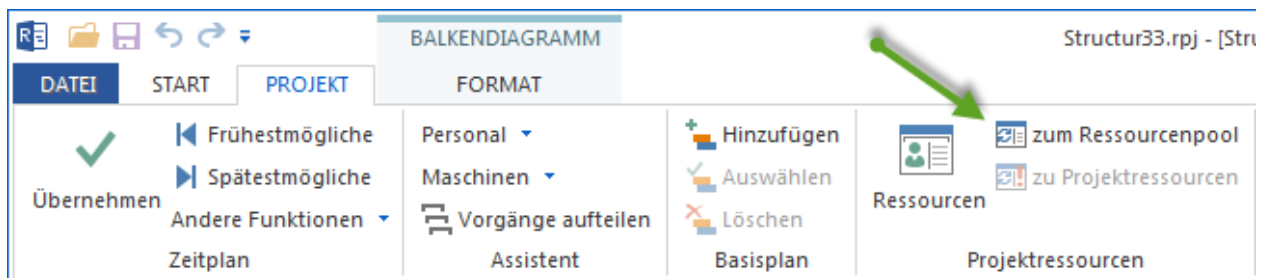 BALKENDIAGRAMM
Structur33.rpj - [Stru
DATEI START PROJEKT FORMAT
Übernehmen
Frühestmögliche
Spätestmögliche
Andere Funktionen
Zeitplan
Personal
Maschinen
Vorgänge aufteilen
Assistent
Hinzufügen
Auswählen
Löschen
Basisplan
Ressourcen
zum Ressourcenpool
zu Projektressourcen
Projektressourcen